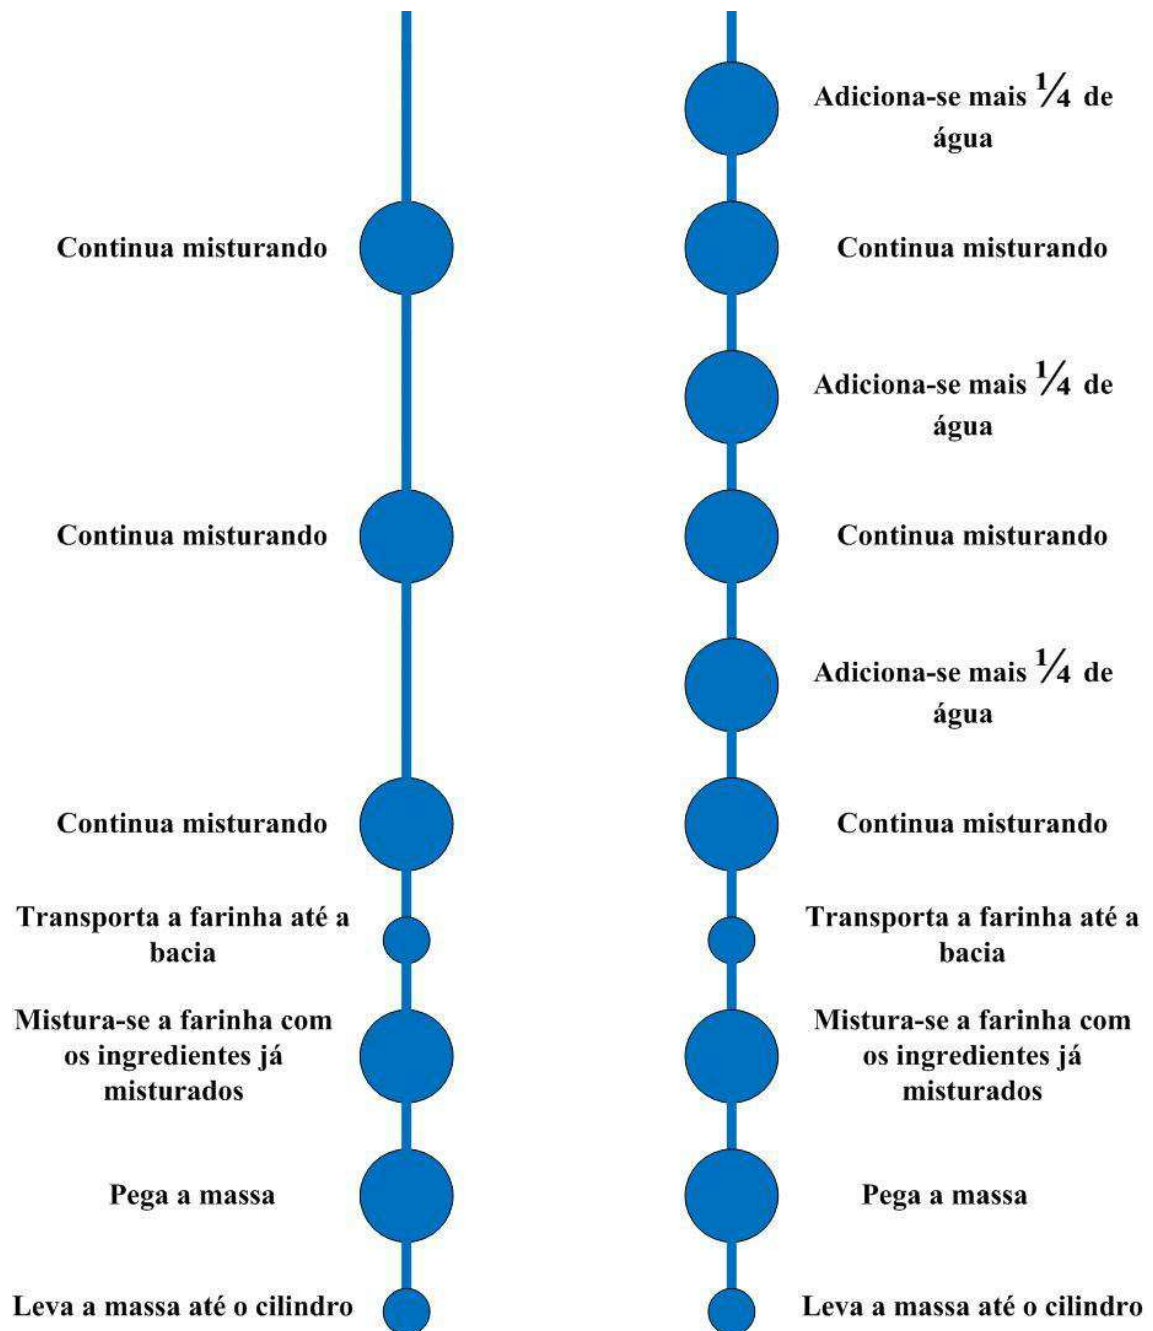 Adiciona-se mais ¼ de
água
Continua misturando
Continua misturando
Adiciona-se mais ¼ de
água
Continua misturando
Continua misturando
Adiciona-se mais ¼ de
água
Continua misturando
Continua misturando
Transporta a farinha até a
bacia
Transporta a farinha até a
bacia
Mistura-se a farinha com
os ingredientes já
misturados
Mistura-se a farinha com
os ingredientes já
misturados
Pega a massa
Pega a massa
Leva a massa até o cilindro
Leva a massa até o cilindro